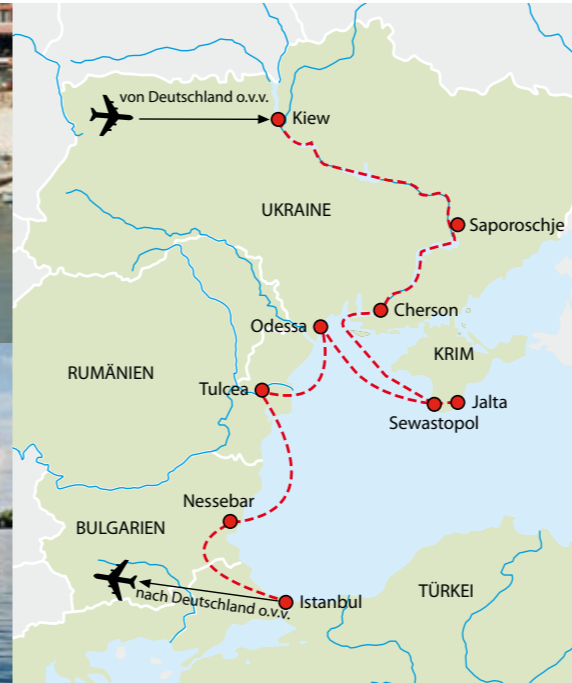 von Deutschland o.v.v.
Kiew
UKRAINE
Saporoschje
Cherson
Odessa
KRIM
RUMÄNIEN
Tulcea
Jalta
Sewastopol
Nessebar
BULGARIEN
nach Deutschland o.v.v.
Istanbul
TÜRKEI